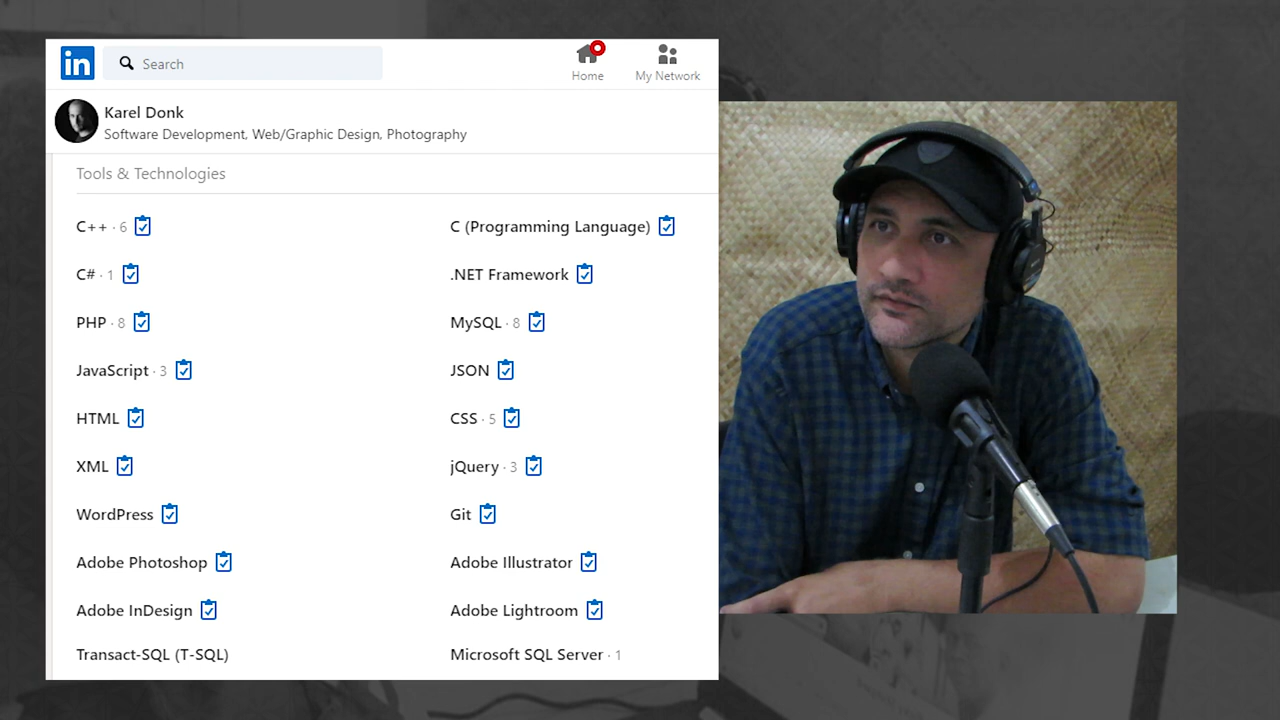 in
Search
Home
My Network
Karel Donk
Software Development, Web/Graphic Design, Photography
Tools & Technologies
C++ · 6
C (Programming Language)
C# · 1
.NET Framework
PHP · 8
MySQL · 8
JavaScript · 3
JSON
HTML
CSS · 5
XML
jQuery · 3
WordPress
Git
Adobe Photoshop
Adobe Illustrator
Adobe InDesign
Adobe Lightroom
Transact-SQL (T-SQL)
Microsoft SQL Server · 1